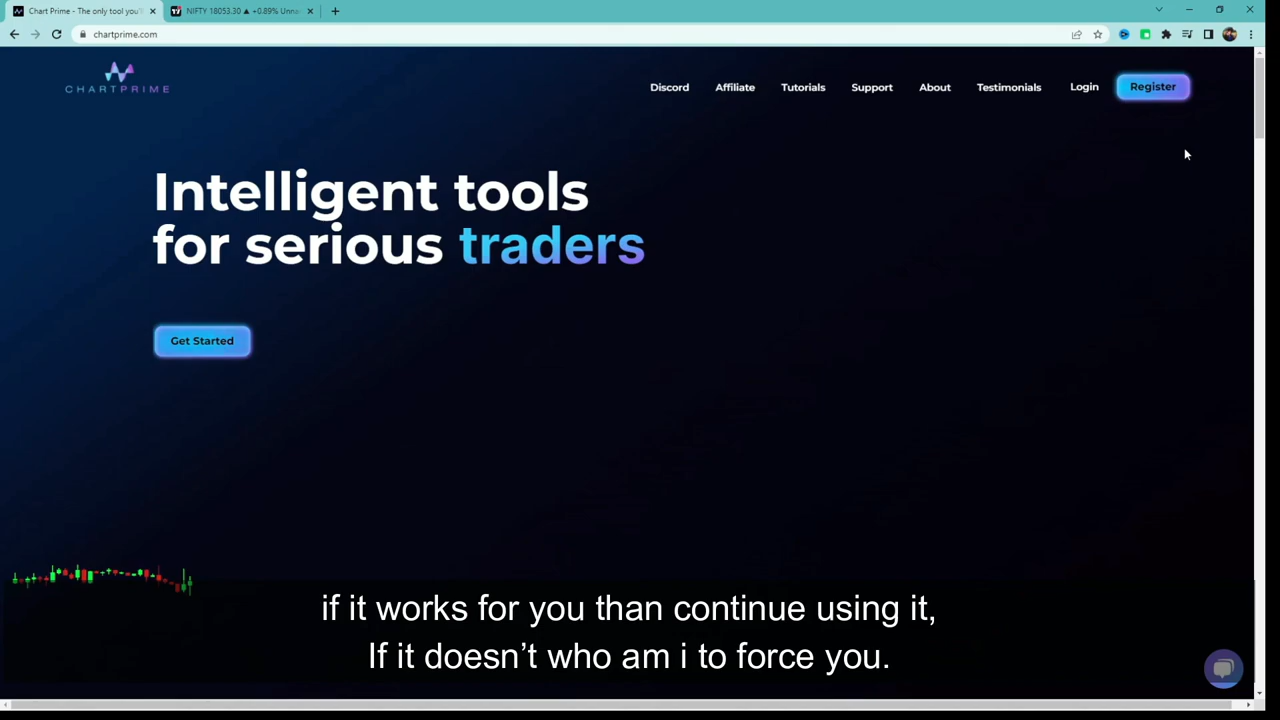 Chart Prime - The only tool you'll
NIFTY 18053.30 ▲ +0.89% Unna
chartprime.com
CHARTPRIME
Discord
Affiliate
Tutorials
Support
About
Testimonials
Login
Register
Intelligent tools
for serious traders
Get Started
if it works for you than continue using it,
If it doesn’t who am i to force you.